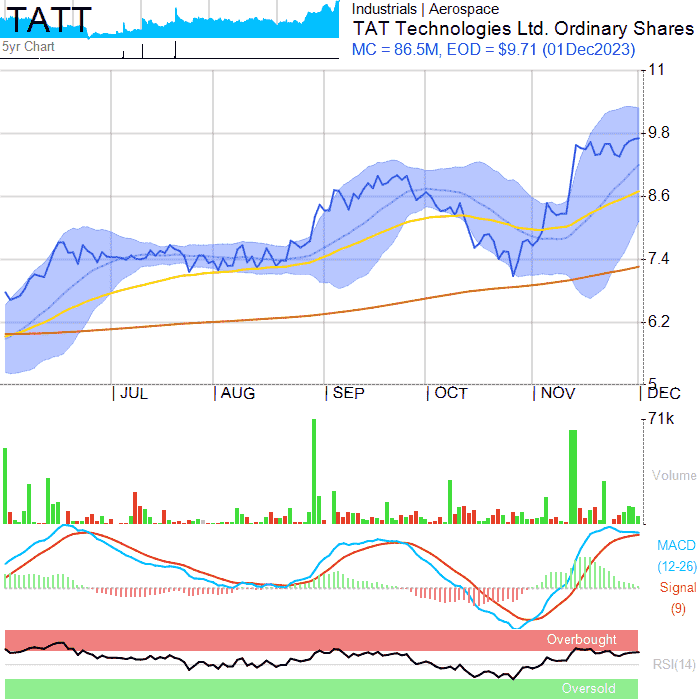 TATT
5yr Chart
Industrials | Aerospace
TAT Technologies Ltd. Ordinary Shares
MC = 86.5M, EOD = $9.71 (01Dec2023)
11
9.8
8.6
7.4
6.2
5
JUL AUG SEP OCT NOV DEC
71k
Volume
MACD
(12-26)
Signal
(9)
Overbought
RSI(14)
Oversold